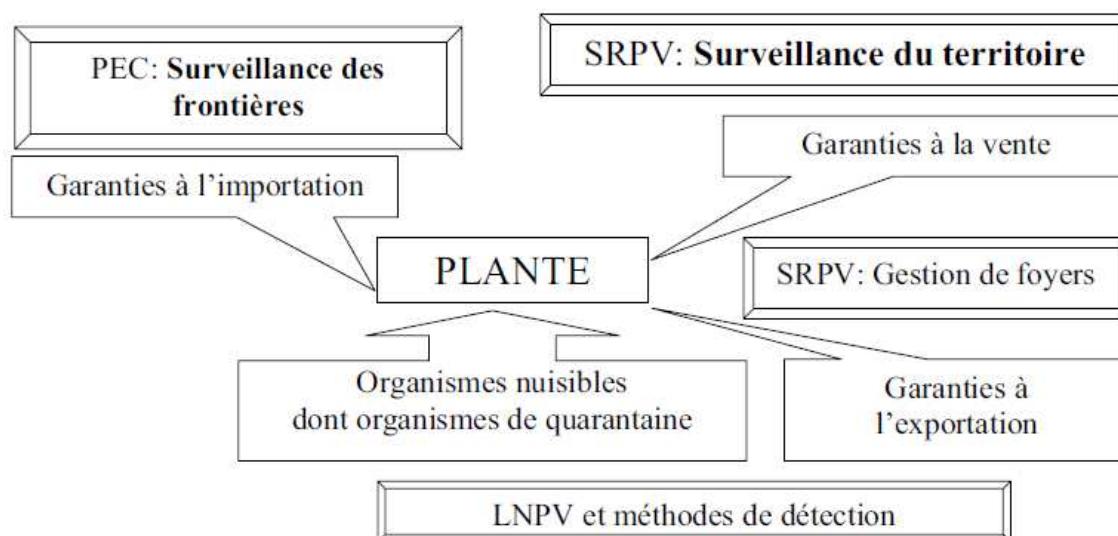 PEC: Surveillance des
frontières
SRPV: Surveillance du territoire
Garanties à l’importation
Garanties à la vente
PLANTE
SRPV: Gestion de foyers
Organismes nuisibles
dont organismes de quarantaine
Garanties à
l’exportation
LNPV et méthodes de détection